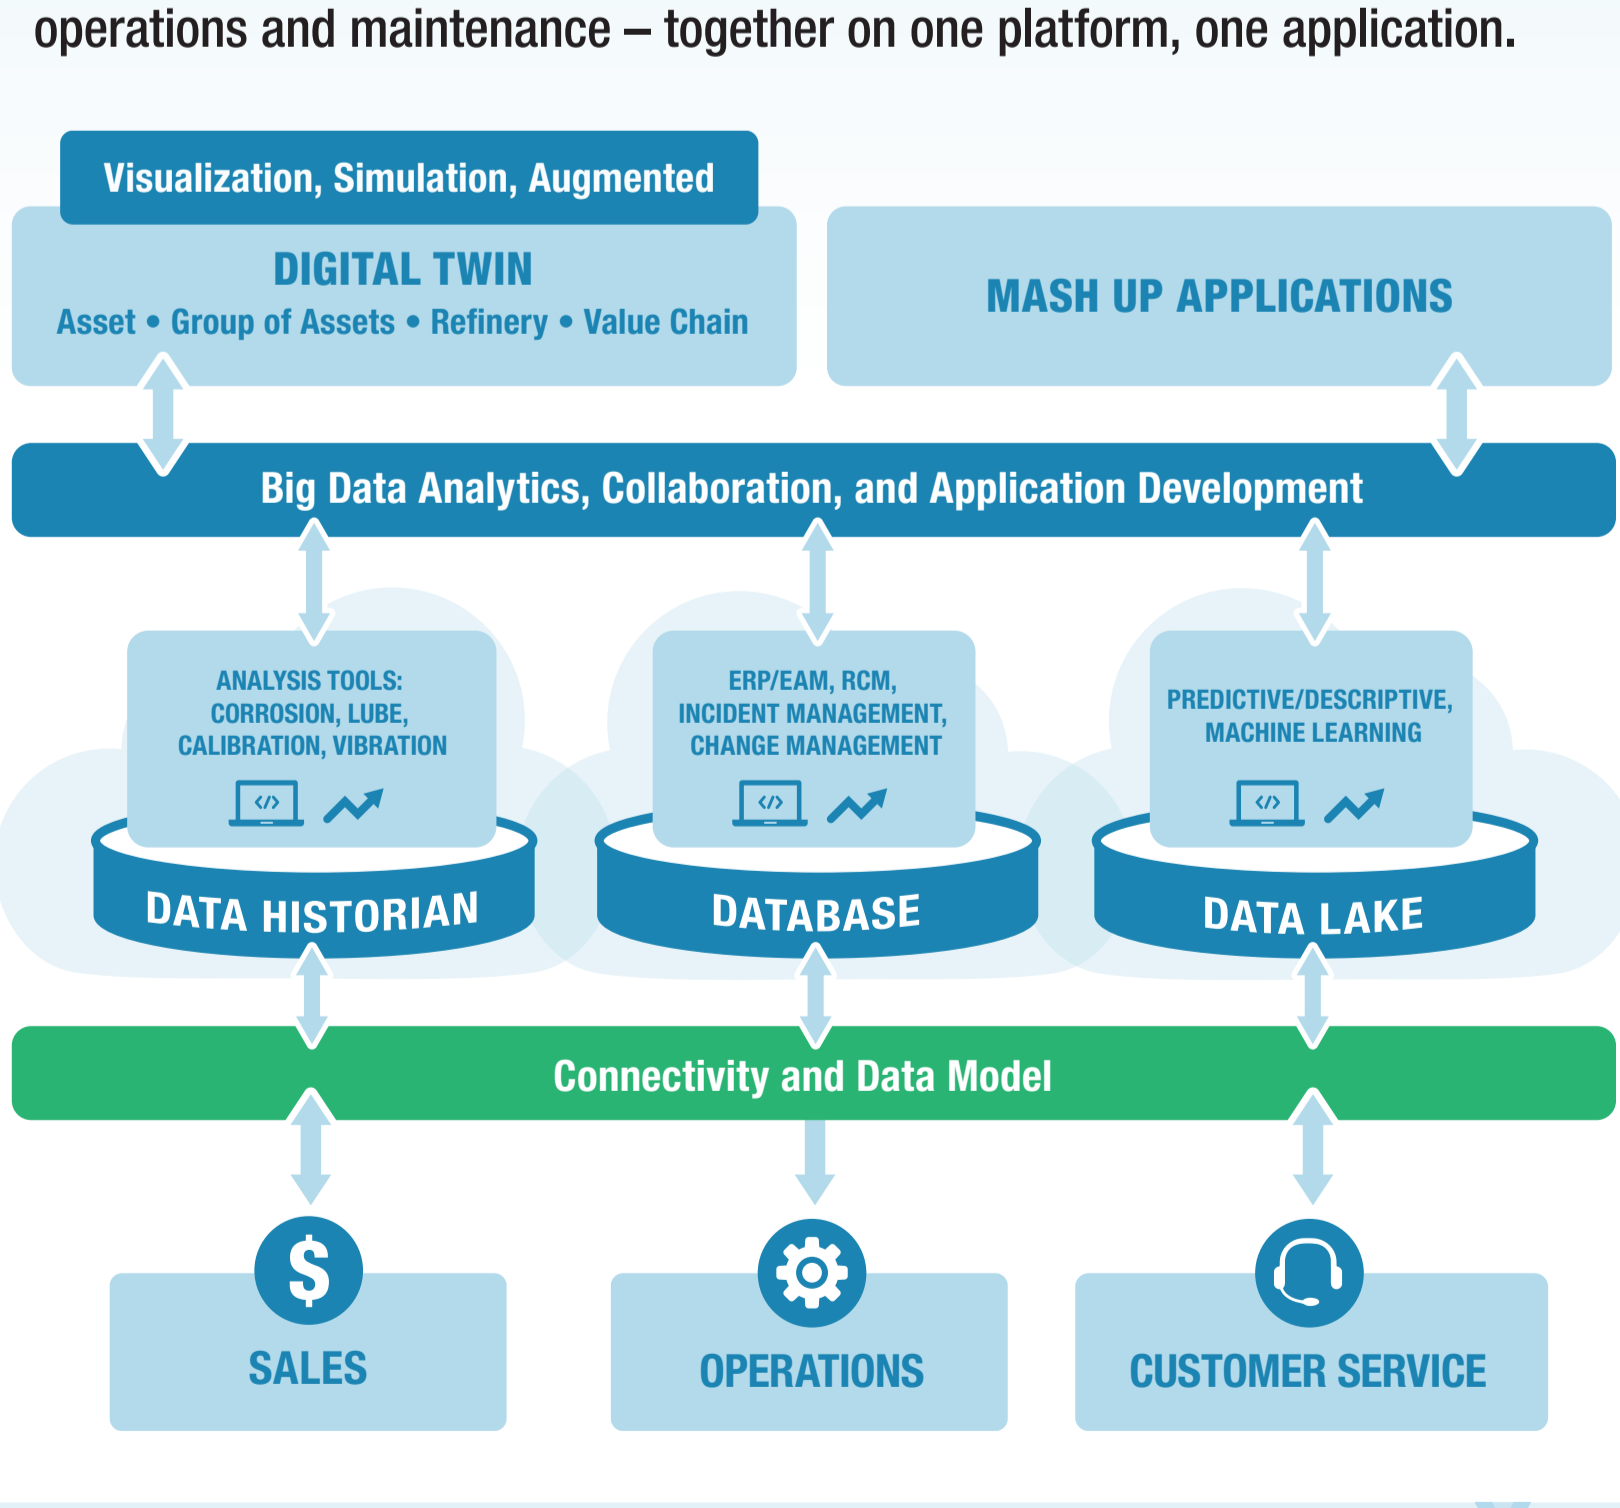 operations and maintenance – together on one platform, one application.
Visualization, Simulation, Augmented
DIGITAL TWIN
Asset • Group of Assets • Refinery • Value Chain
MASH UP APPLICATIONS
Big Data Analytics, Collaboration, and Application Development
ANALYSIS TOOLS:
CORROSION, LUBE,
CALIBRATION, VIBRATION
</>
DATA HISTORIAN
ERP/EAM, RCM,
INCIDENT MANAGEMENT,
CHANGE MANAGEMENT
</>
DATABASE
PREDICTIVE/DESCRIPTIVE,
MACHINE LEARNING
</>
DATA LAKE
Connectivity and Data Model
$
SALES
OPERATIONS
CUSTOMER SERVICE